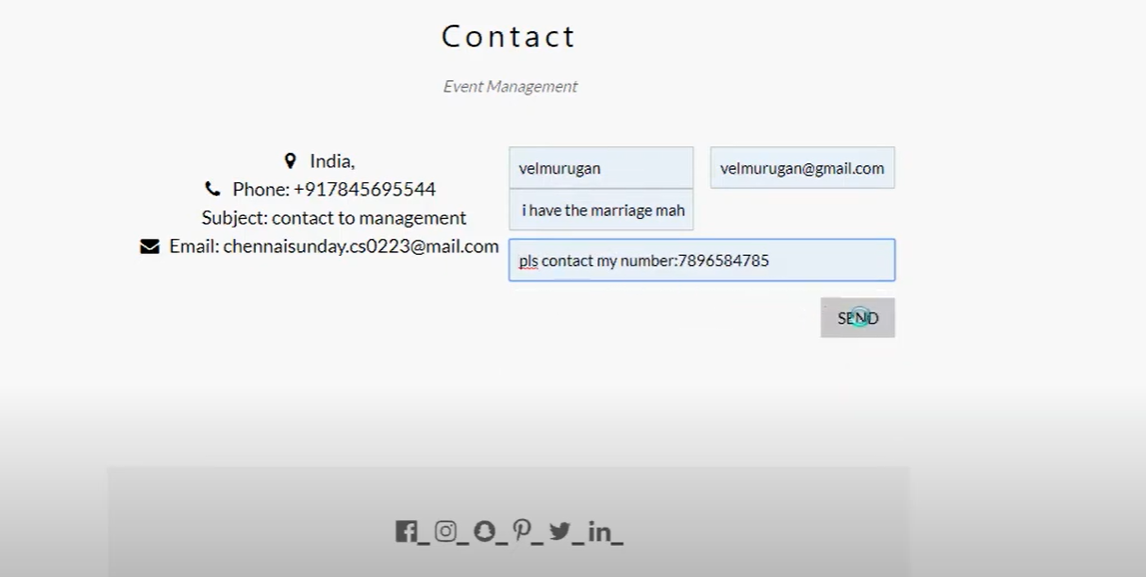 Contact
Event Management
India,
Phone: +917845695544
Subject: contact to management
Email: chennaisunday.cs0223@mail.com
velmurugan
velmurugan@gmail.com
i have the marriage mah
pls contact my number:7896584785
SEND